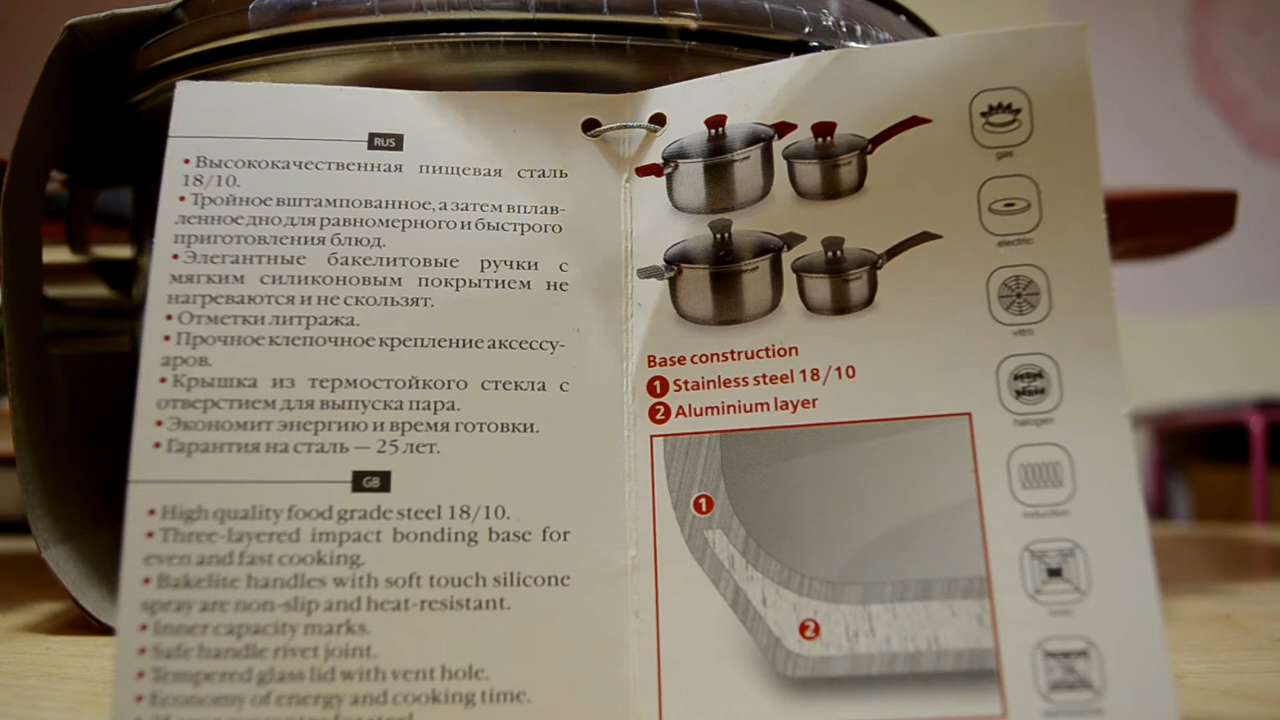 RUS
• Высококачественная пищевая сталь
18/10.
• Тройное вштампованное, а затем вплав-
ленное дно для равномерного и быстрого
приготовления блюд.
• Элегантные бакелитовые ручки с
мягким силиконовым покрытием не
нагреваются и не скользят.
• Отметки литража.
• Прочное клепочное крепление аксессу-
аров.
• Крышка из термостойкого стекла с
отверстием для выпуска пара.
• Экономит энергию и время готовки.
• Гарантия на сталь — 25 лет.
GB
• High quality food grade steel 18/10.
• Three-layered impact bonding base for
even and fast cooking.
• Bakelite handles with soft touch silicone
spray are non-slip and heat-resistant.
• Inner capacity marks.
• Safe handle rivet joint.
• Tempered glass lid with vent hole.
• Economy of energy and cooking time.
Base construction
1 Stainless steel 18/10
2 Aluminium layer
1
2
gas
electric
vitro
halogen
induction